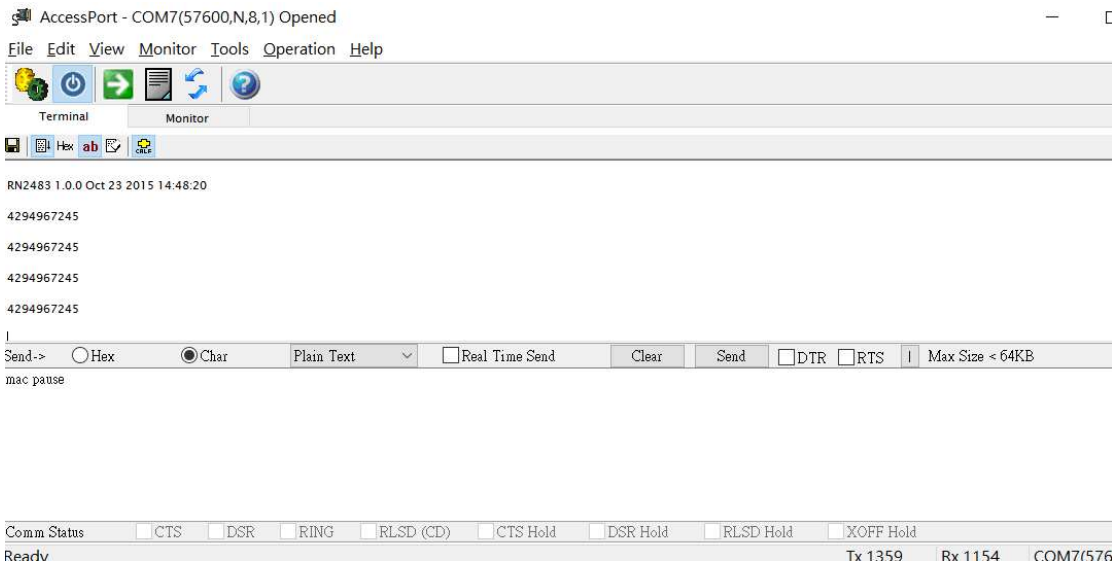 AccessPort - COM7(57600,N,8,1) Opened
File Edit View Monitor Tools Operation Help
Terminal Monitor
Hex ab
RN2483 1.0.0 Oct 23 2015 14:48:20
4294967245
4294967245
4294967245
4294967245
Send-> Hex Char Plain Text Real Time Send Clear Send DTR RTS Max Size < 64KB
mac pause
Comm Status CTS DSR RING RLSD (CD) CTS Hold DSR Hold RLSD Hold XOFF Hold
Ready Tx 1359 Rx 1154 COM7(576